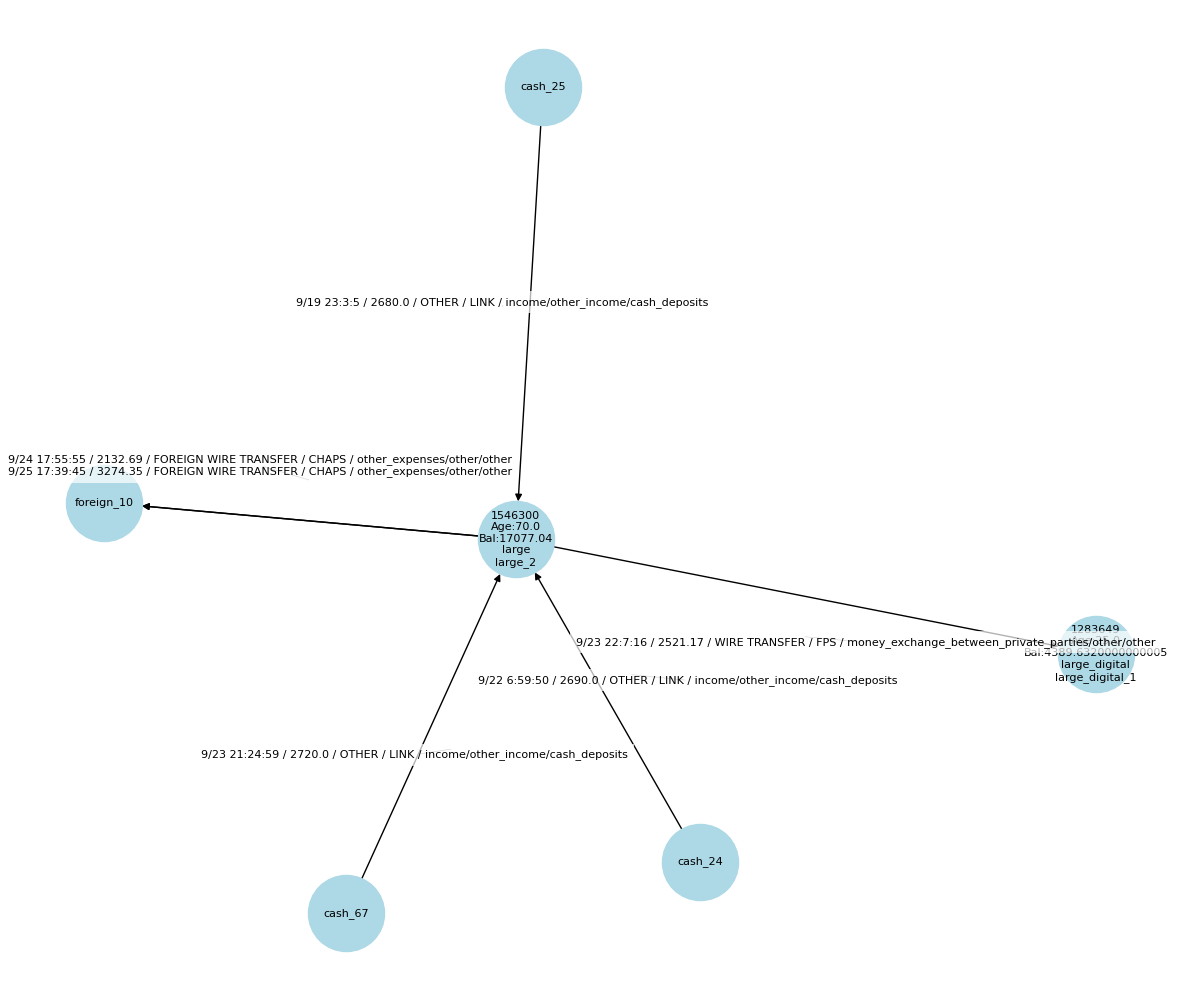 cash_25
9/19 23:3:5 / 2680.0 / OTHER / LINK / income/other_income/cash_deposits
9/24 17:55:55 / 2132.69 / FOREIGN WIRE TRANSFER / CHAPS / other_expenses/other/other
9/25 17:39:45 / 3274.35 / FOREIGN WIRE TRANSFER / CHAPS / other_expenses/other/other
foreign_10
1546300
Age:70.0
Bal:17077.04
large
large_2
1283649
9/23 22:7:16 / 2521.17 / WIRE TRANSFER / FPS / money_exchange_between_private_parties/other/other
Bal:4389.6320000000005
large_digital
large_digital_1
9/22 6:59:50 / 2690.0 / OTHER / LINK / income/other_income/cash_deposits
9/23 21:24:59 / 2720.0 / OTHER / LINK / income/other_income/cash_deposits
cash_24
cash_67